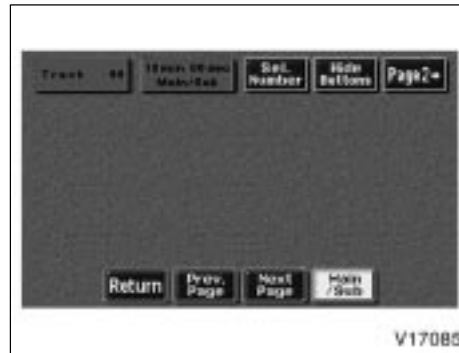 Track
Main/Sub
Sel.
Number
Hide
Buttons
Page2
Return
Prev.
Page
Next
Page
Main
/Sub
V17085